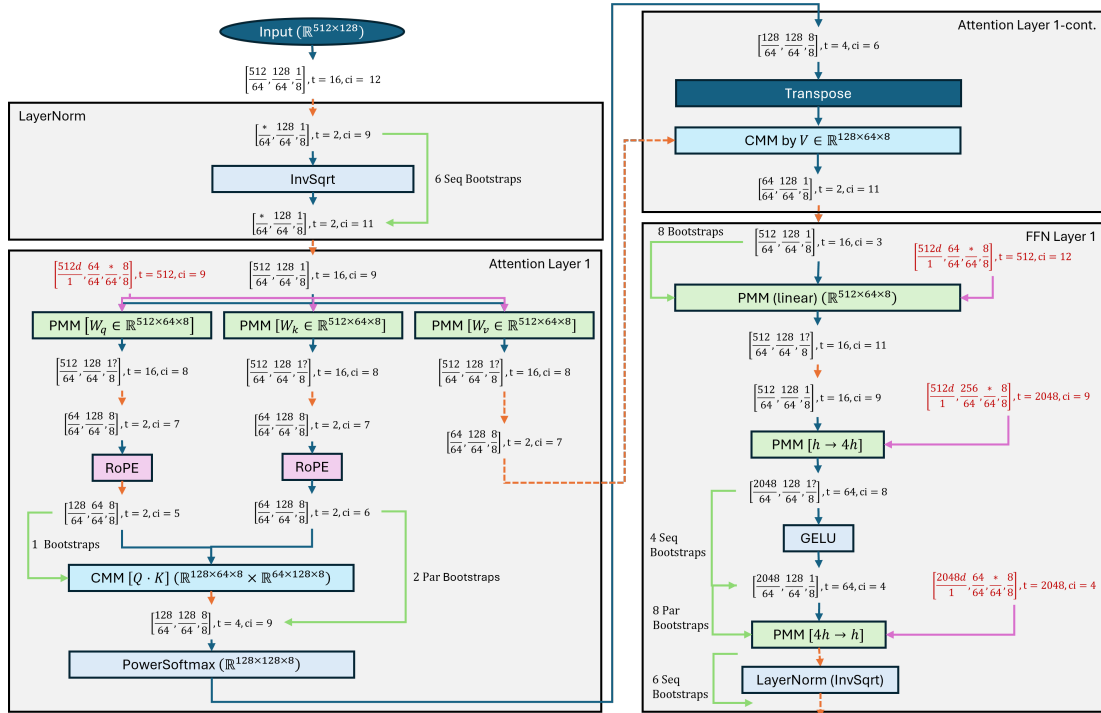 Input (ℝ^{512×128})
[512/64, 128/64, 1/8], t = 16, ci = 12
LayerNorm
[*/64, 128/64, 1/8], t = 2, ci = 9
InvSqrt
6 Seq Bootstraps
[*/64, 128/64, 1/8], t = 2, ci = 11
Attention Layer 1
[512d/1, 64/64, */64, 8/8], t = 512, ci = 9
[512/64, 128/64, 1/8], t = 16, ci = 9
PMM [W_q ∈ ℝ^{512×64×8}]
PMM [W_k ∈ ℝ^{512×64×8}]
PMM [W_v ∈ ℝ^{512×64×8}]
[512/64, 128/64, 1?/8], t = 16, ci = 8
[512/64, 128/64, 1?/8], t = 16, ci = 8
[512/64, 128/64, 1?/8], t = 16, ci = 8
[64/64, 128/64, 8/8], t = 2, ci = 7
[64/64, 128/64, 8/8], t = 2, ci = 7
[64/64, 128/64, 8/8], t = 2, ci = 7
RoPE
RoPE
[128/64, 64/64, 8/8], t = 2, ci = 5
[64/64, 128/64, 8/8], t = 2, ci = 6
1 Bootstraps
CMM [Q · K] (ℝ^{128×64×8} × ℝ^{64×128×8})
2 Par Bootstraps
[128/64, 128/64, 8/8], t = 4, ci = 9
PowerSoftmax (ℝ^{128×128×8})
Attention Layer 1-cont.
[128/64, 128/64, 8/8], t = 4, ci = 6
Transpose
CMM by V ∈ ℝ^{128×64×8}
[64/64, 128/64, 1/8], t = 2, ci = 11
FFN Layer 1
8 Bootstraps
[512/64, 128/64, 1/8], t = 16, ci = 3
[512d/1, 64/64, */64, 8/8], t = 512, ci = 12
PMM (linear) (ℝ^{512×64×8})
[512/64, 128/64, 1?/8], t = 16, ci = 11
[512/64, 128/64, 1/8], t = 16, ci = 9
[512d/1, 256/64, */64, 8/8], t = 2048, ci = 9
PMM [h → 4h]
[2048/64, 128/64, 1?/8], t = 64, ci = 8
4 Seq
Bootstraps
GELU
[2048/64, 128/64, 1/8], t = 64, ci = 4
[2048d/1, 64/64, */64, 8/8], t = 2048, ci = 4
8 Par
Bootstraps
PMM [4h → h]
6 Seq
Bootstraps
LayerNorm (InvSqrt)